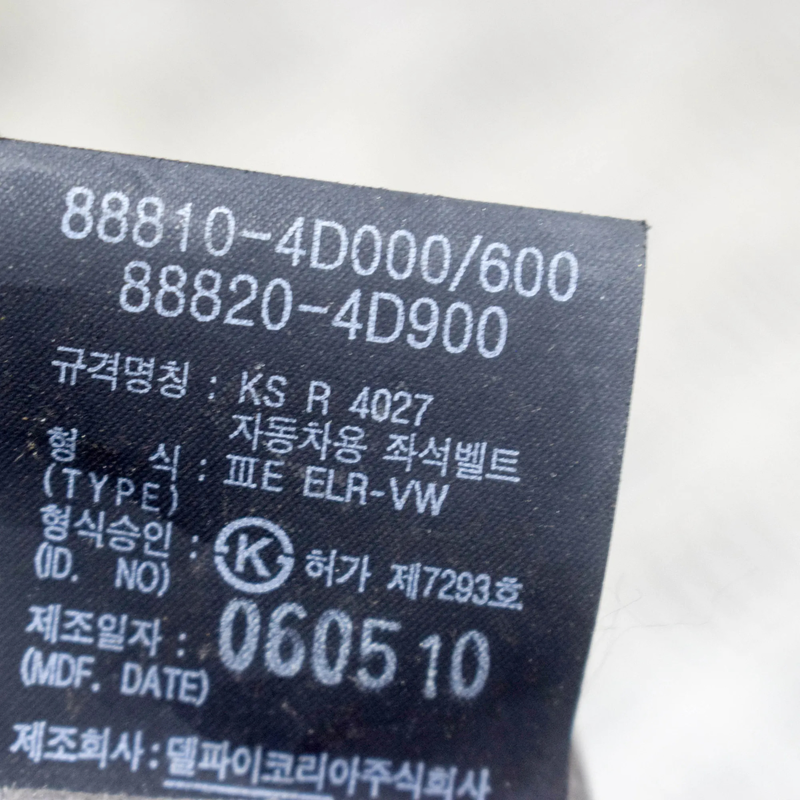 88810-4D000/600
88820-4D900
규격명칭 : KS R 4027
자동차용 좌석벨트
형 식 : ⅢE ELR-VW
(TYPE)
형식승인 : K 허가 제7293호
(ID. NO)
제조일자 : 060510
(MDF. DATE)
제조회사 : 델파이코리아주식회사